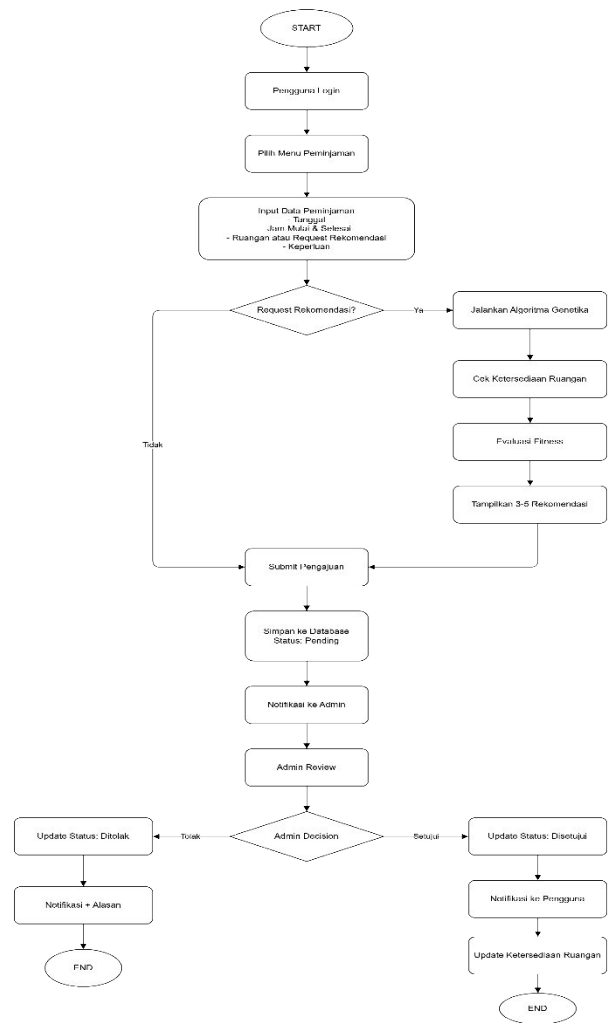 START
Pengguna Login
Pilih Menu Peminjaman
Input Data Peminjaman
- Tanggal
Jam Mulai & Selesai
- Ruangan atau Request Rekomendasi
- Keperluan
Request Rekomendasi?
Ya
Jalankan Algoritma Genetika
Cek Ketersediaan Ruangan
Evaluasi Fitness
Tampilkan 3-5 Rekomendasi
Tidak
Submit Pengajuan
Simpan ke Database
Status: Pending
Notifikasi ke Admin
Admin Review
Admin Decision
Tolak
Setujui
Update Status: Ditolak
Notifikasi + Alasan
END
Update Status: Disetujui
Notifikasi ke Pengguna
Update Ketersediaan Ruangan
END